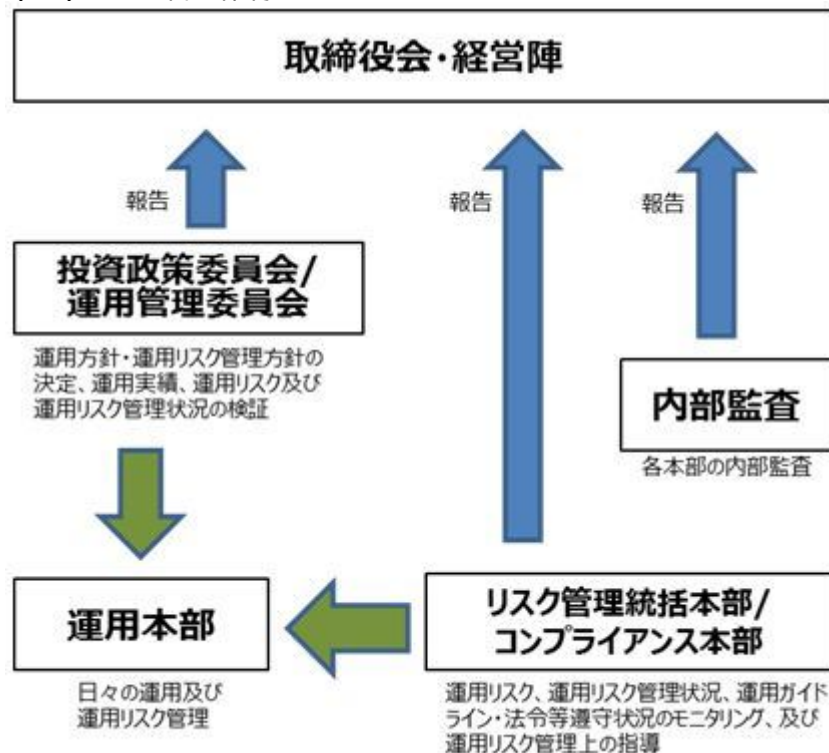 取締役会・経営陣
報告
報告
報告
投資政策委員会/
運用管理委員会
運用方針・運用リスク管理方針の
決定、運用実績、運用リスク及び
運用リスク管理状況の検証
内部監査
各本部の内部監査
運用本部
日々の運用及び
運用リスク管理
リスク管理統括本部/
コンプライアンス本部
運用リスク、運用リスク管理状況、運用ガイド
ライン・法令等遵守状況のモニタリング、及び
運用リスク管理上の指導